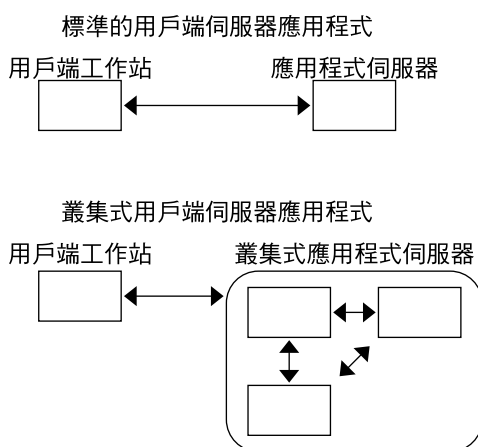 標準的用戶端伺服器應用程式
用戶端工作站
應用程式伺服器
叢集式用戶端伺服器應用程式
用戶端工作站
叢集式應用程式伺服器